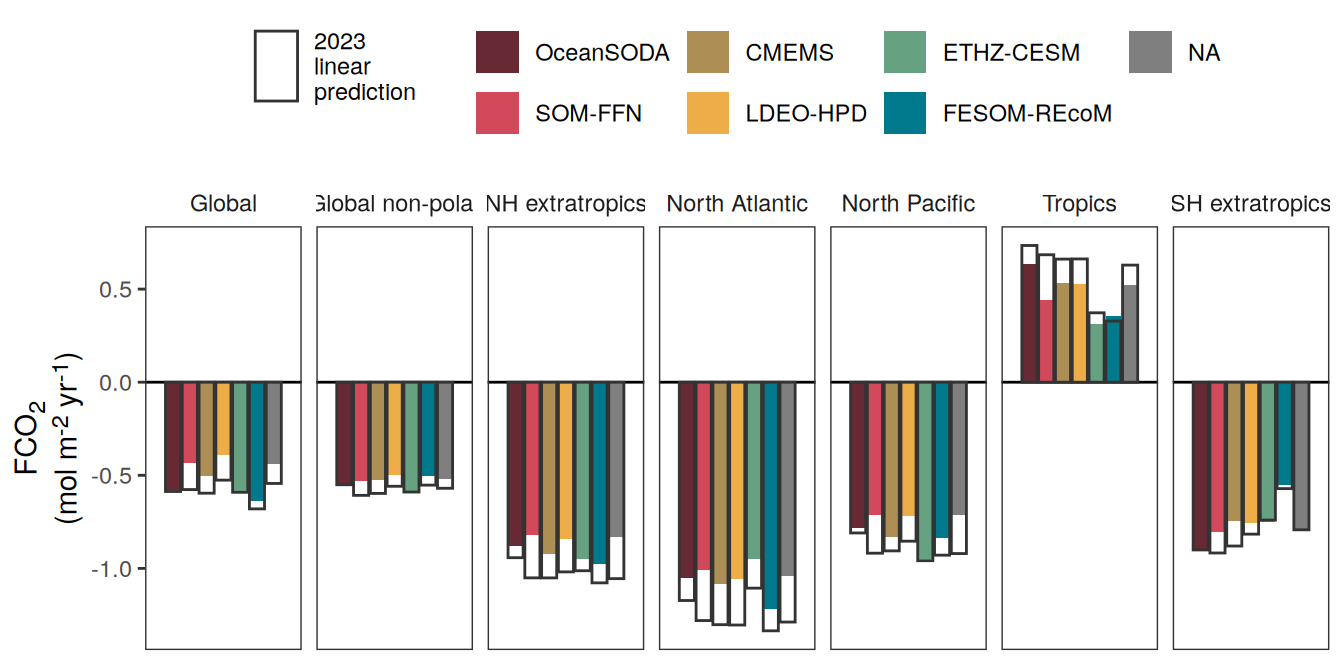 2023
linear
prediction
OceanSODA
CMEMS
ETHZ-CESM
NA
SOM-FFN
LDEO-HPD
FESOM-REcoM
Global
Global non-pola
NH extratropics
North Atlantic
North Pacific
Tropics
SH extratropics
FCO₂
(mol m⁻² yr⁻¹)
0.5
0.0
-0.5
-1.0